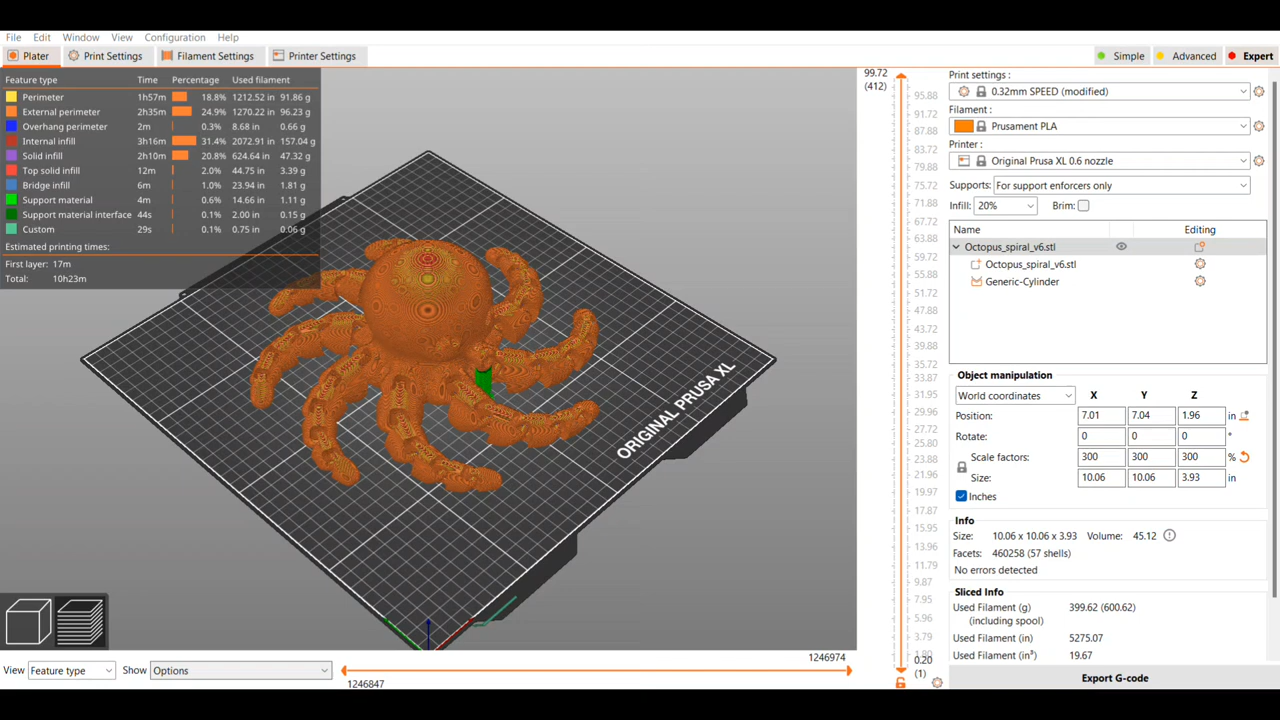 File Edit Window View Configuration Help
Plater Print Settings Filament Settings Printer Settings Simple Advanced Expert
Feature type Time Percentage Used filament
Perimeter 1h57m 18.8% 1212.52 in 91.86 g
External perimeter 2h35m 24.9% 1270.22 in 96.23 g
Overhang perimeter 2m 0.3% 8.68 in 0.66 g
Internal infill 3h16m 31.4% 2072.91 in 157.04 g
Solid infill 2h10m 20.8% 624.64 in 47.32 g
Top solid infill 12m 2.0% 44.75 in 3.39 g
Bridge infill 6m 1.0% 23.94 in 1.81 g
Support material 4m 0.6% 14.66 in 1.11 g
Support material interface 44s 0.1% 2.00 in 0.15 g
Custom 29s 0.1% 0.75 in 0.06 g
Estimated printing times:
First layer: 17m
Total: 10h23m
ORIGINAL PRUSA XL
99.72
(412)
95.88
91.72
87.88
83.72
79.88
75.72
71.88
67.72
63.88
59.72
55.88
51.72
47.88
43.72
39.88
35.72
33.87
31.95
29.96
27.72
25.80
23.88
21.96
19.97
17.87
15.95
13.96
11.79
9.87
7.95
5.96
3.79
0.20
(1)
View Feature type Show Options
1246974
1246847
Print settings :
0.32mm SPEED (modified)
Filament :
Prusament PLA
Printer :
Original Prusa XL 0.6 nozzle
Supports: For support enforcers only
Infill: 20% Brim:
Name Editing
Octopus_spiral_v6.stl
Octopus_spiral_v6.stl
Generic-Cylinder
Object manipulation
World coordinates X Y Z
Position: 7.01 7.04 1.96 in
Rotate: 0 0 0 °
Scale factors: 300 300 300 %
Size: 10.06 10.06 3.93 in
Inches
Info
Size: 10.06 x 10.06 x 3.93 Volume: 45.12
Facets: 460258 (57 shells)
No errors detected
Sliced Info
Used Filament (g) 399.62 (600.62)
(including spool)
Used Filament (in) 5275.07
Used Filament (in³) 19.67
Export G-code